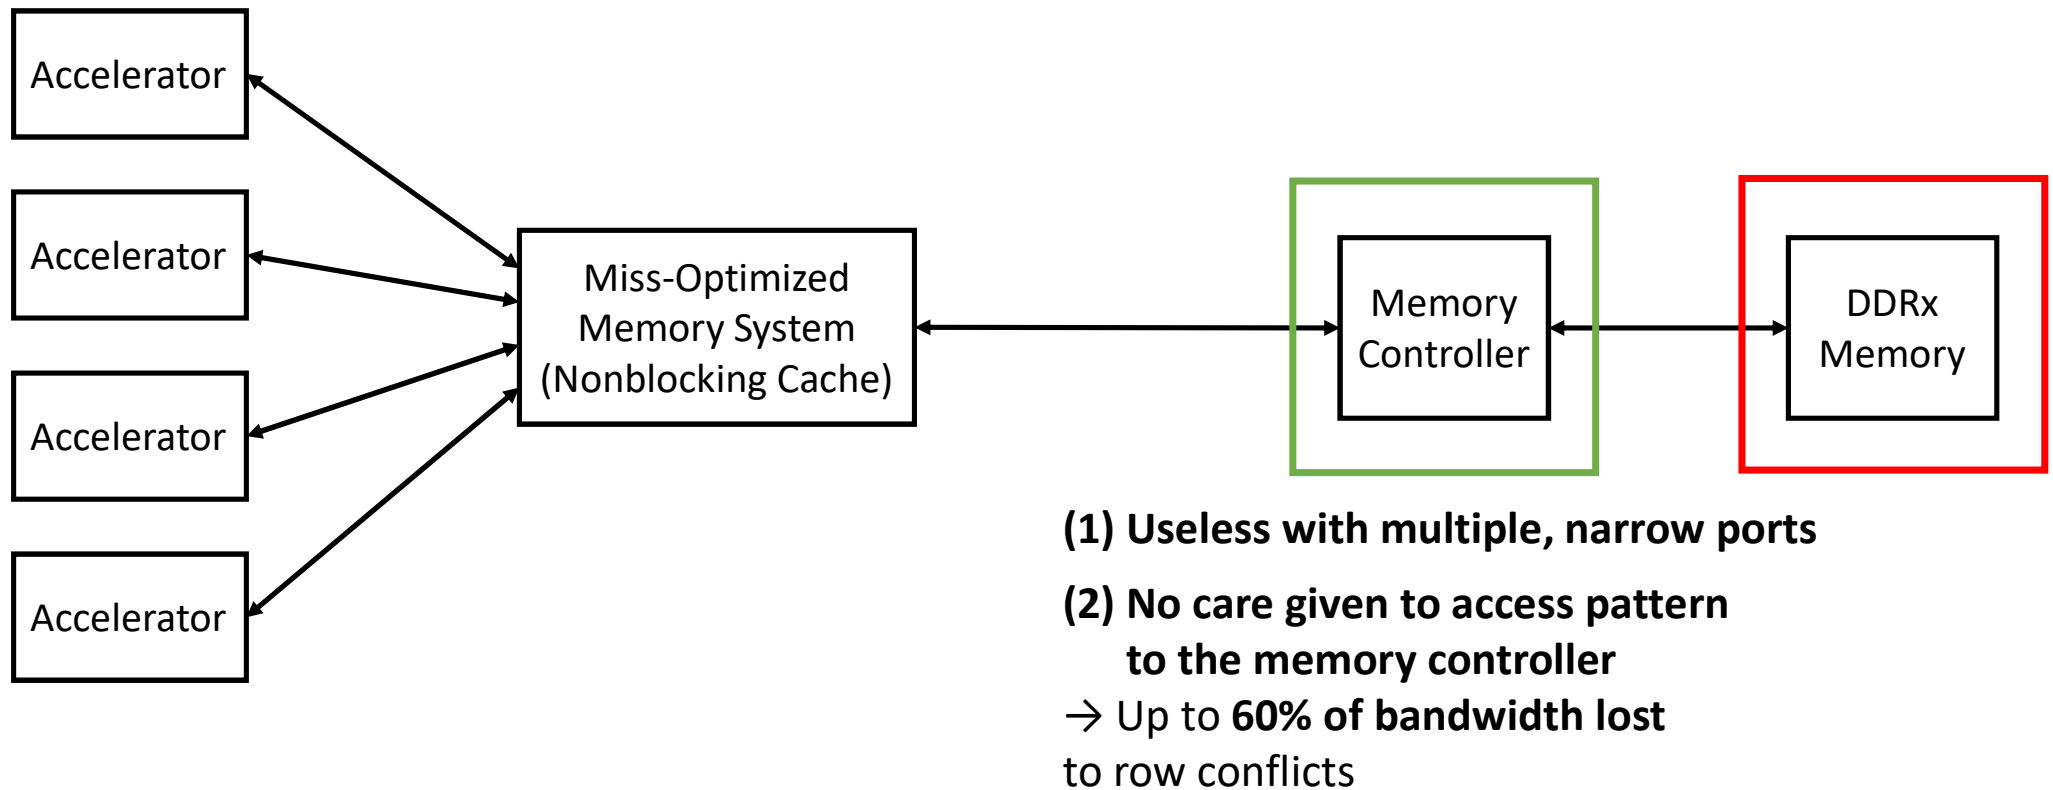 Accelerator
Accelerator
Accelerator
Accelerator
Miss-Optimized
Memory System
(Nonblocking Cache)
Memory
Controller
DDRx
Memory
(1) Useless with multiple, narrow ports
(2) No care given to access pattern
to the memory controller
→ Up to 60% of bandwidth lost
to row conflicts